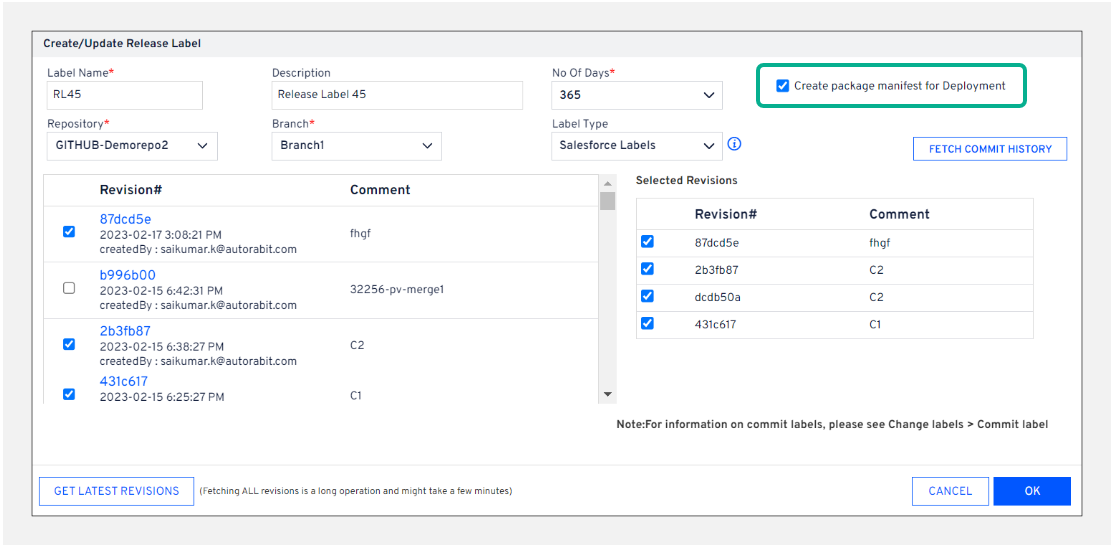 Create/Update Release Label
Label Name* Description No Of Days*
RL45 Release Label 45 365 Create package manifest for Deployment
Repository* Branch* Label Type
GITHUB-Demorepo2 Branch1 Salesforce Labels FETCH COMMIT HISTORY
Revision# Comment
87dcd5e
2023-02-17 3:08:21 PM fhgf
createdBy : saikumar.k@autorabit.com
b996b00
2023-02-15 6:42:31 PM 32256-pv-merge1
createdBy : saikumar.k@autorabit.com
2b3fb87
2023-02-15 6:38:27 PM C2
createdBy : saikumar.k@autorabit.com
431c617
2023-02-15 6:25:27 PM C1
Selected Revisions
Revision# Comment
87dcd5e fhgf
2b3fb87 C2
dcdb50a C2
431c617 C1
Note:For information on commit labels, please see Change labels > Commit label
GET LATEST REVISIONS (Fetching ALL revisions is a long operation and might take a few minutes) CANCEL OK